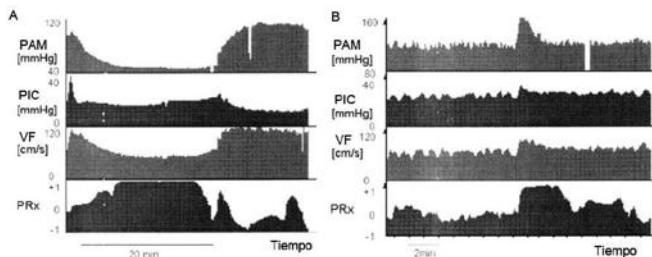 A
120
PAM
[mmHg]
40
40
PIC
[mmHg]
0
120
VF
[cm/s]
0
+1
PRx
0
-1
20 min
Tiempo
B
160
PAM
[mmHg]
80
40
PIC
[mmHg]
0
120
VF
[cm/s]
0
+1
PRx
0
-1
2min
Tiempo